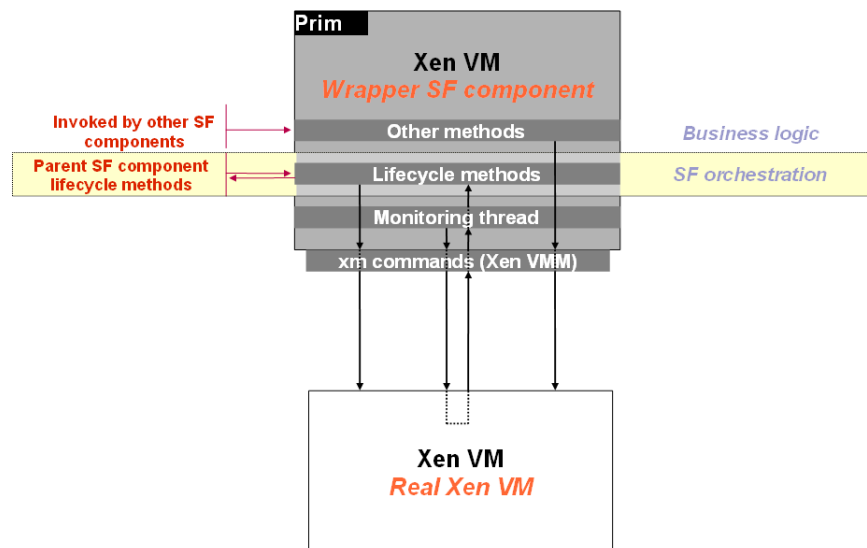 Prim
Xen VM
Wrapper SF component
Invoked by other SF
components
Other methods
Business logic
Parent SF component
lifecycle methods
Lifecycle methods
SF orchestration
Monitoring thread
xm commands (Xen VMM)
Xen VM
Real Xen VM